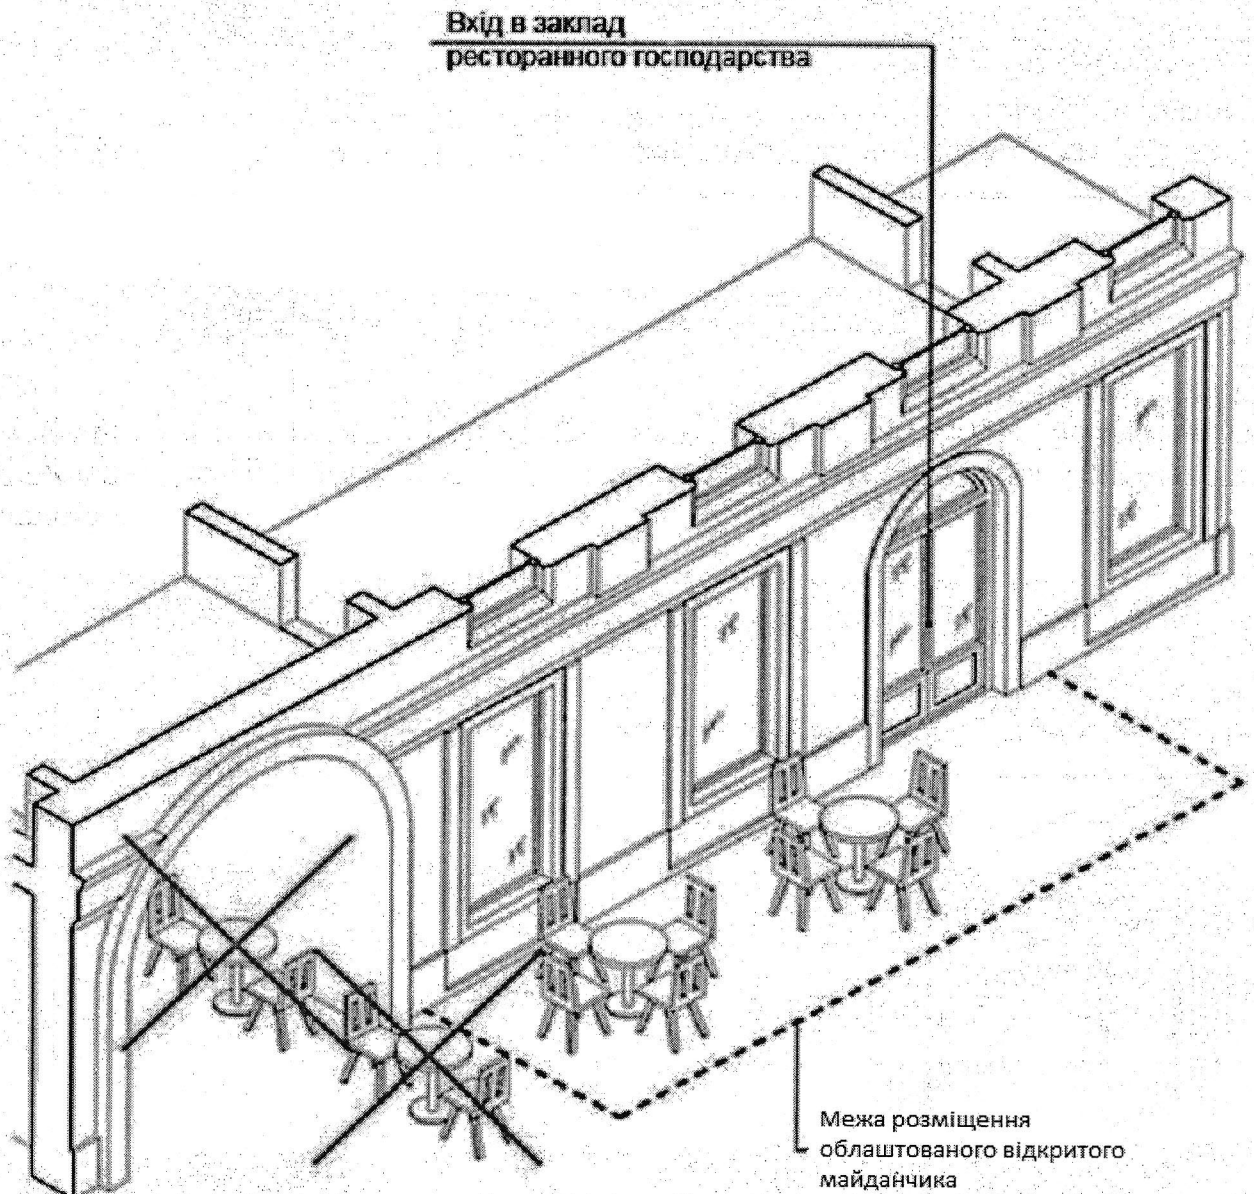 Вхід в заклад
ресторанного господарства
Межа розміщення
облаштованого відкритого
майданчика